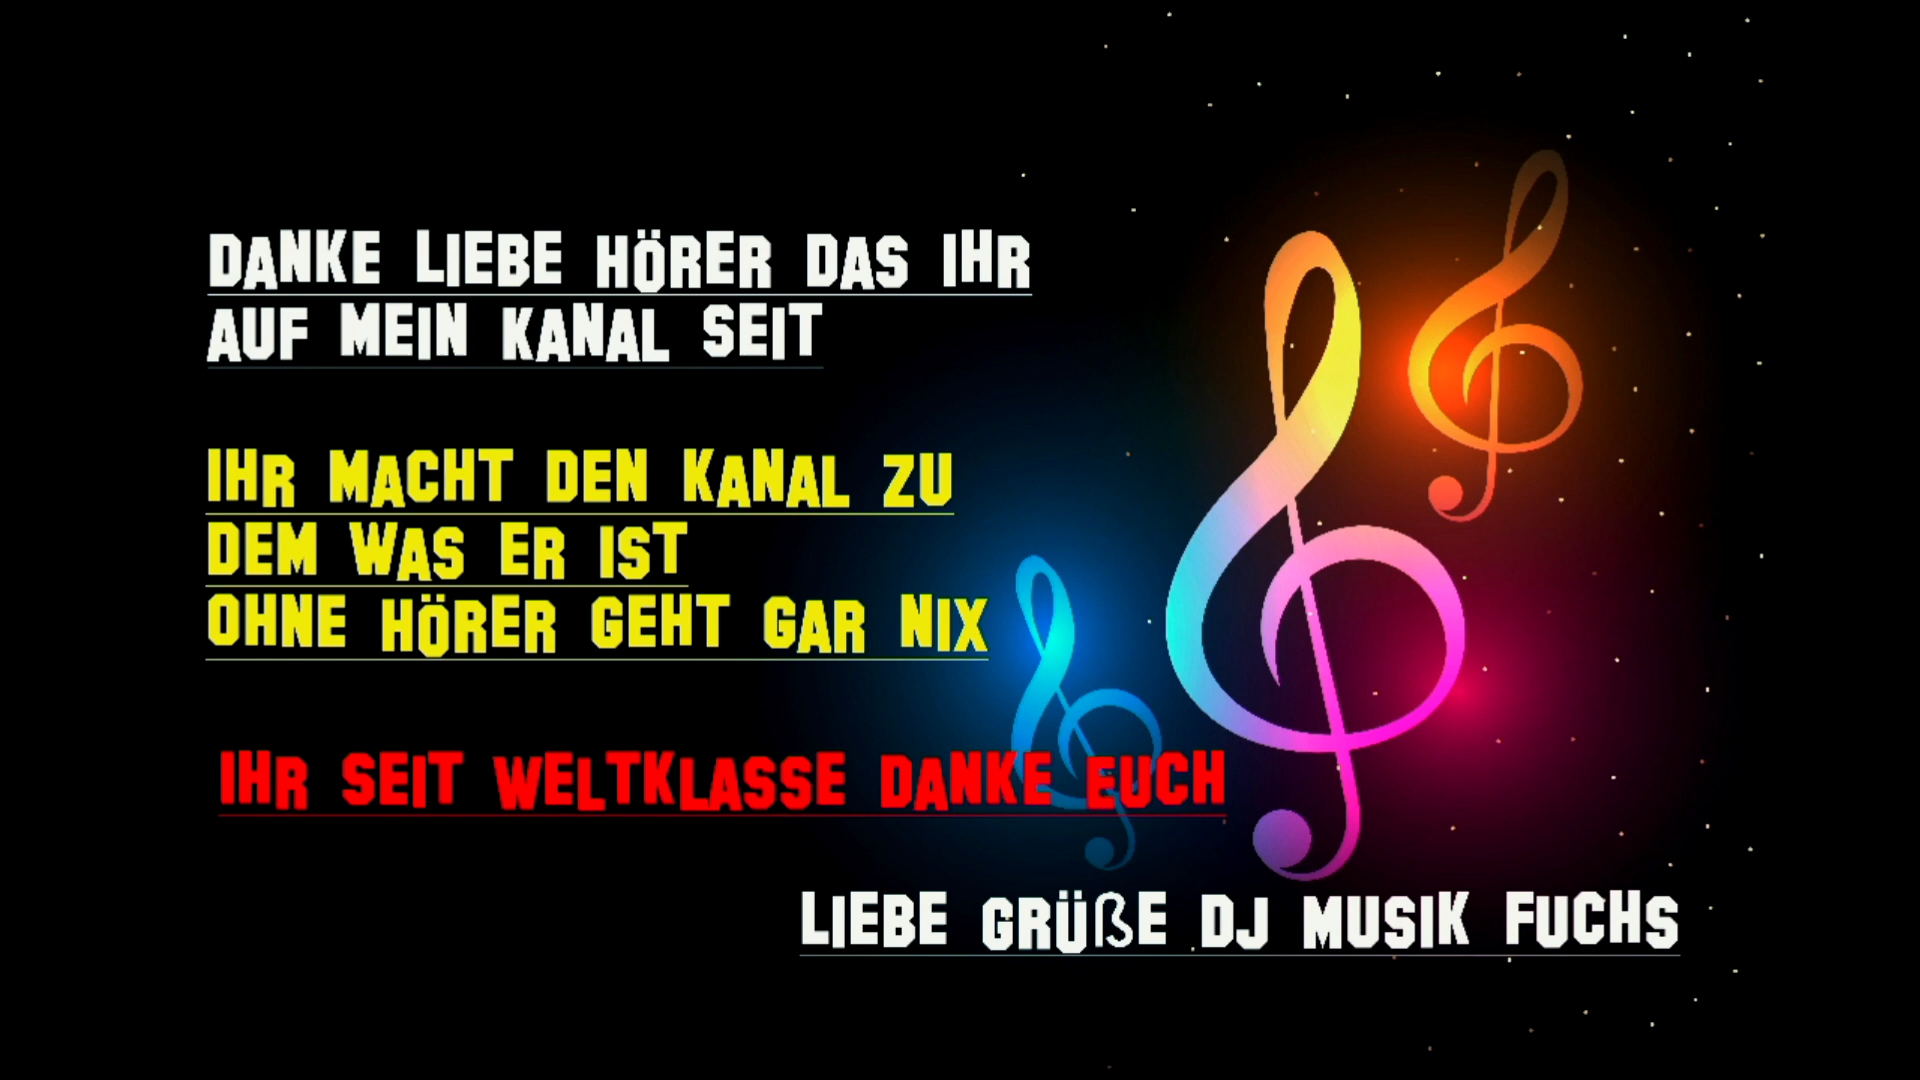 DANKE LIEBE HÖRER DAS IHR
AUF MEIN KANAL SEIT
IHR MACHT DEN KANAL ZU
DEM WAS ER IST
OHNE HÖRER GEHT GAR NIX
IHR SEIT WELTKLASSE DANKE EUCH
LIEBE GRÜßE DJ MUSIK FUCHS